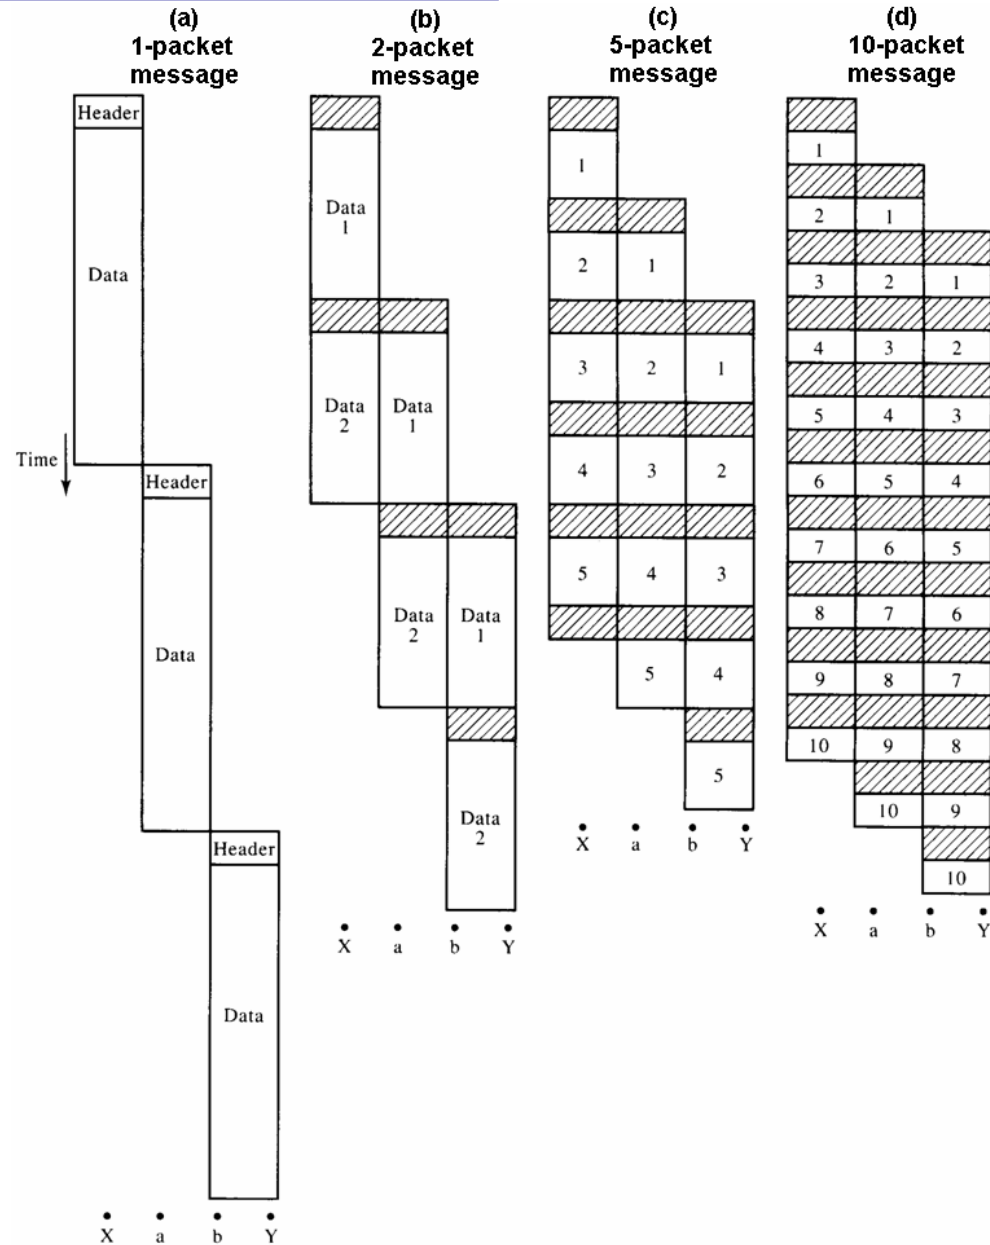 (a)
1-packet
message
(b)
2-packet
message
(c)
5-packet
message
(d)
10-packet
message
Header
Data
Time
Header
Data
Header
Data
X a b Y
Data
1
Data Data
2 1
Data Data
2 1
Data
2
X a b Y
1
2 1
3 2 1
4 3 2
5 4 3
5 4
5
X a b Y
1
2 1
3 2 1
4 3 2
5 4 3
6 5 4
7 6 5
8 7 6
9 8 7
10 9 8
10 9
10
X a b Y